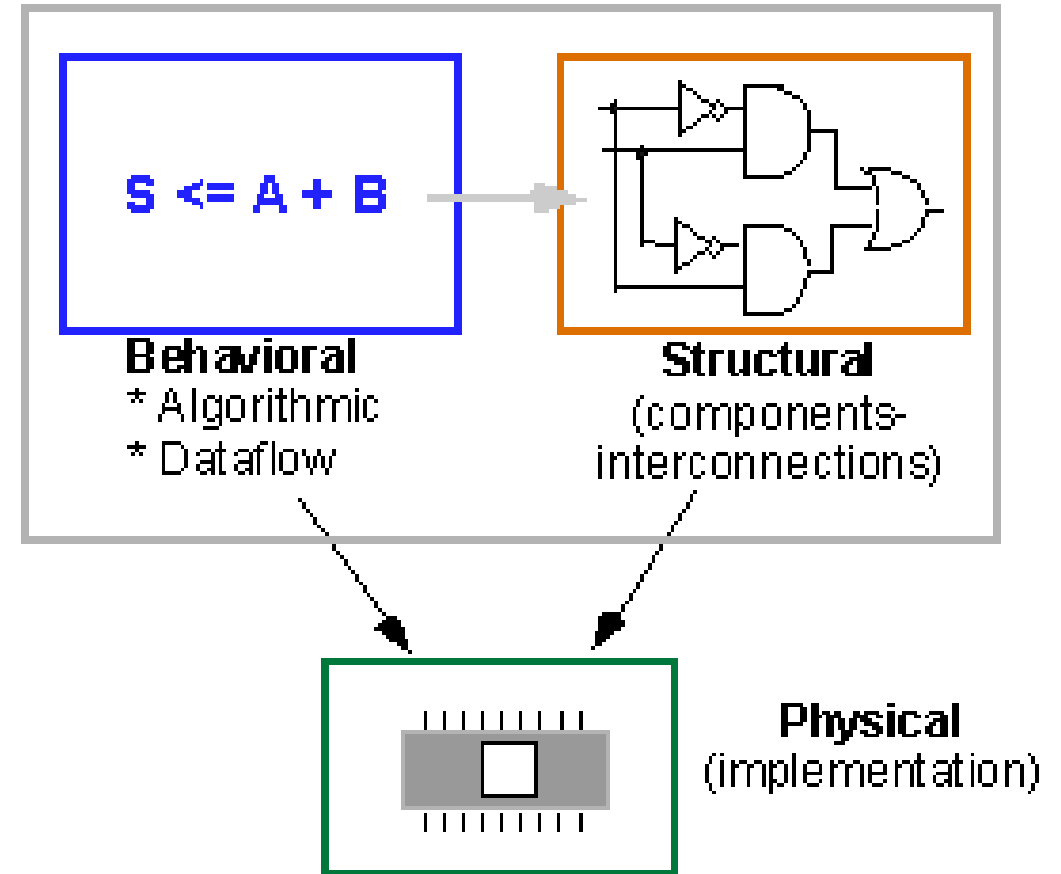 S <= A + B
Behavioral
* Algorithmic
* Dataflow
Structural
(components-
interconnections)
Physical
(implementation)